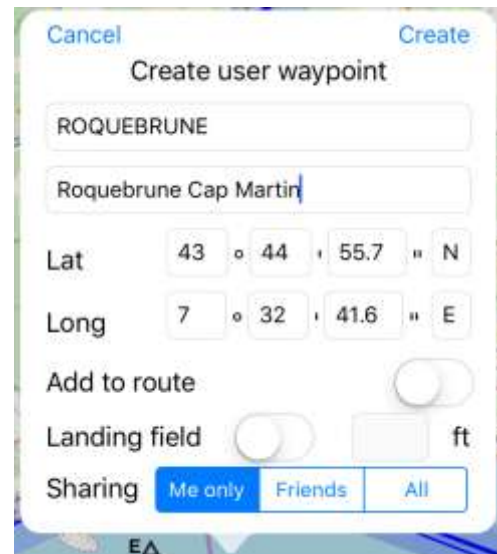 Cancel Create
Create user waypoint
ROQUEBRUNE
Roquebrune Cap Martin
Lat 43 ° 44 ' 55.7 " N
Long 7 ° 32 ' 41.6 " E
Add to route
Landing field ft
Sharing Me only Friends All
E